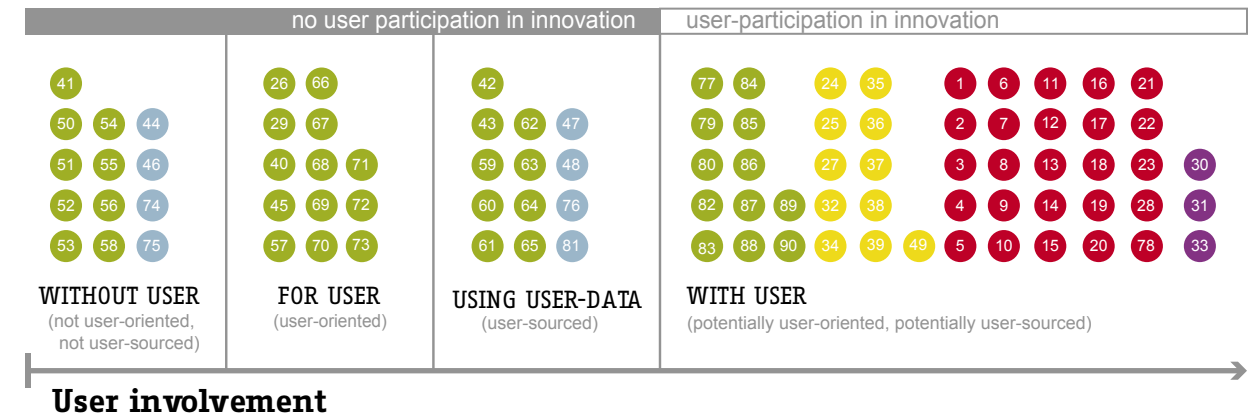 no user participation in innovation user-participation in innovation
41 26 66 42 77 84 24 35 1 6 11 16 21
50 54 44 29 67 43 62 47 79 85 25 36 2 7 12 17 22
51 55 46 40 68 71 59 63 48 80 86 27 37 3 8 13 18 23 30
52 56 74 45 69 72 60 64 76 82 87 89 32 38 4 9 14 19 28 31
53 58 75 57 70 73 61 65 81 83 88 90 34 39 49 5 10 15 20 78 33
WITHOUT USER FOR USER USING USER-DATA WITH USER
(not user-oriented, (user-oriented) (user-sourced) (potentially user-oriented, potentially user-sourced)
not user-sourced)
User involvement